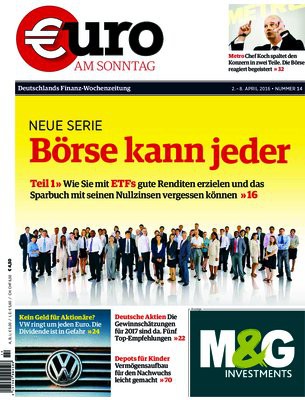 METRO
€uro
AM SONNTAG
Metro Chef Koch spaltet den
Konzern in zwei Teile. Die Börse
reagiert begeistert » 32
Deutschlands Finanz-Wochenzeitung
2. – 8. APRIL 2016 • NUMMER 14
NEUE SERIE
Börse kann jeder
Teil 1 » Wie Sie mit ETFs gute Renditen erzielen und das
Sparbuch mit seinen Nullzinsen vergessen können » 16
€ 4,50
Kein Geld für Aktionäre?
VW ringt um jeden Euro. Die
Dividende ist in Gefahr » 24
VW
Deutsche Aktien Die
Gewinnschätzungen
für 2017 sind da. Fünf
Top-Empfehlungen » 22
Depots für Kinder
Vermögensaufbau
für den Nachwuchs
leicht gemacht » 70
M&G
INVESTMENTS